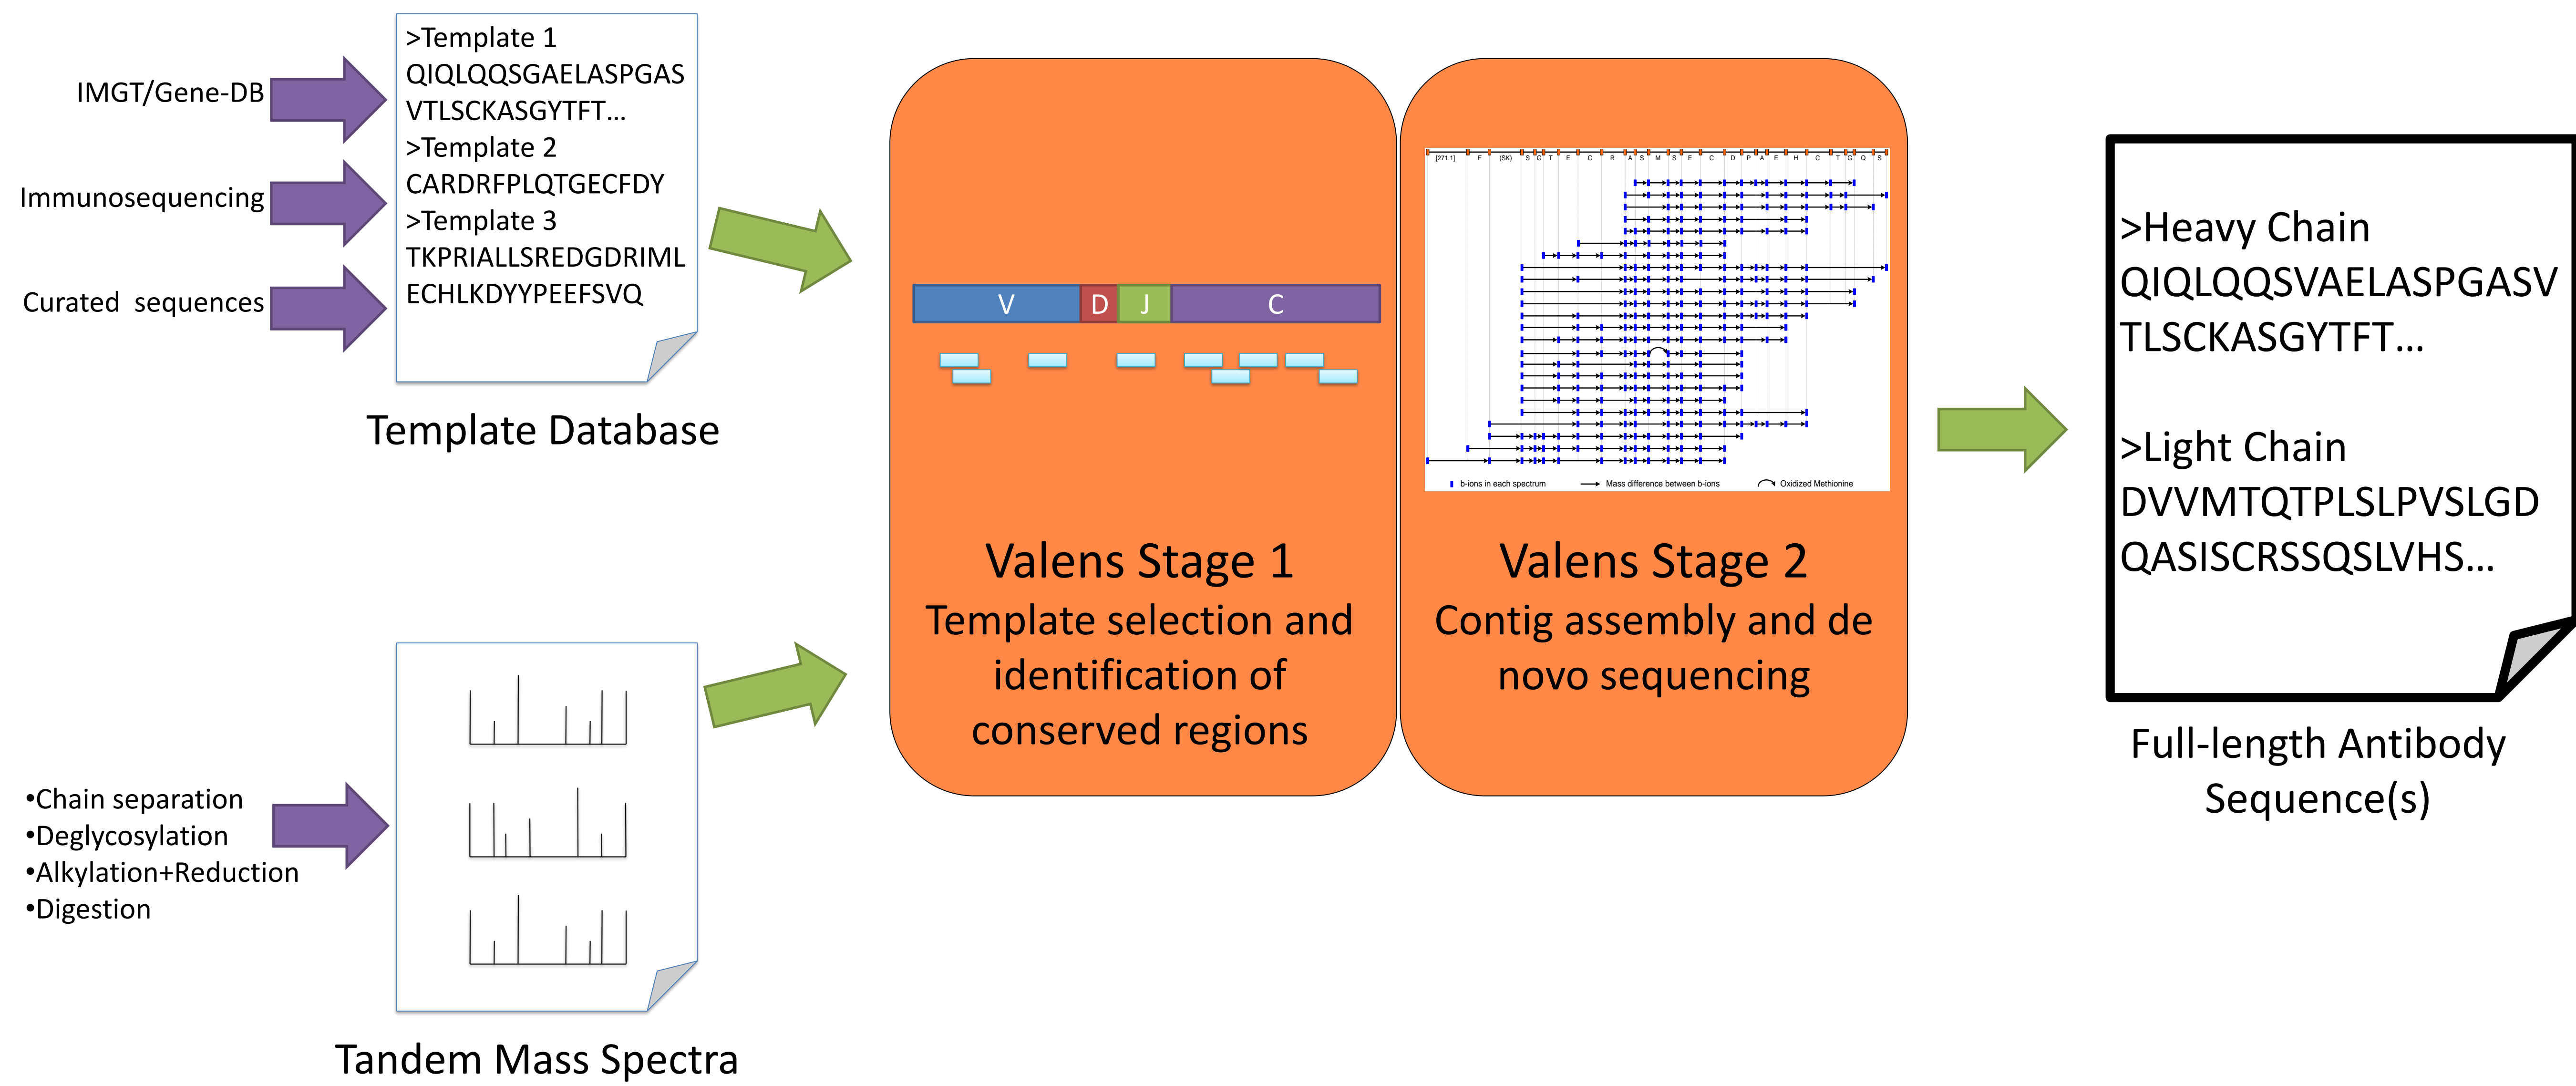 IMGT/Gene-DB
Immunosequencing
Curated sequences
>Template 1
QIQLQQSGAELASPGAS
VTLSCKASGYTFT...
>Template 2
CARDRFPLQTGECFDY
>Template 3
TKPRIALLSREDGDRIML
ECHLKDYYPEEFSVQ
Template Database
•Chain separation
•Deglycosylation
•Alkylation+Reduction
•Digestion
Tandem Mass Spectra
V D J C
Valens Stage 1
Template selection and
identification of
conserved regions
[271.1] F (SK) S G T E C R A S M S E C D P A E H C T G Q S
b-ions in each spectrum Mass difference between b-ions Oxidized Methionine
Valens Stage 2
Contig assembly and de
novo sequencing
>Heavy Chain
QIQLQQSVAELASPGASV
TLSCKASGYTFT...
>Light Chain
DVVMTQTPLSLPVSLGD
QASISCRSSQSLVHS...
Full-length Antibody
Sequence(s)